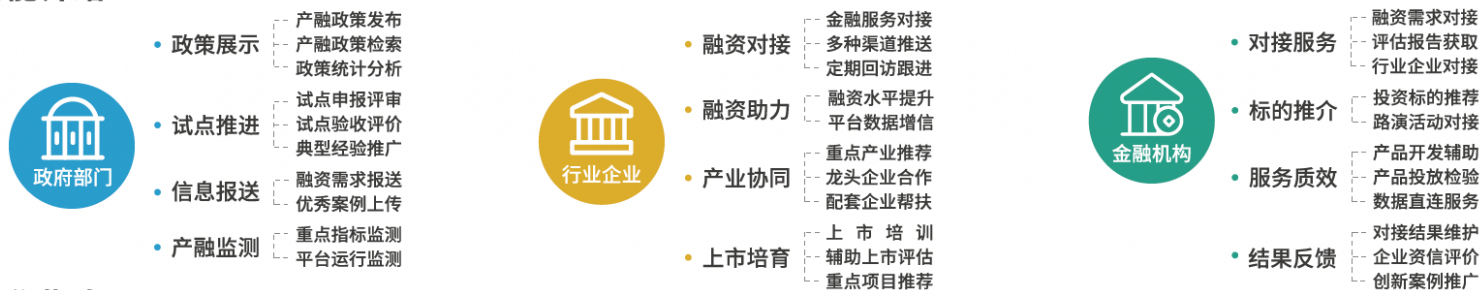 政府部门
政策展示
产融政策发布
产融政策检索
政策统计分析
试点推进
试点申报评审
试点验收评价
典型经验推广
信息报送
融资需求报送
优秀案例上传
产融监测
重点指标监测
平台运行监测
行业企业
融资对接
金融服务对接
多种渠道推送
定期回访跟进
融资助力
融资水平提升
平台数据增信
产业协同
重点产业推荐
龙头企业合作
配套企业帮扶
上市培育
上市培训
辅助上市评估
重点项目推荐
金融机构
对接服务
融资需求对接
评估报告获取
行业企业对接
标的推介
投资标的推荐
路演活动对接
服务质效
产品开发辅助
产品投放检验
数据直连服务
结果反馈
对接结果维护
企业资信评价
创新案例推广